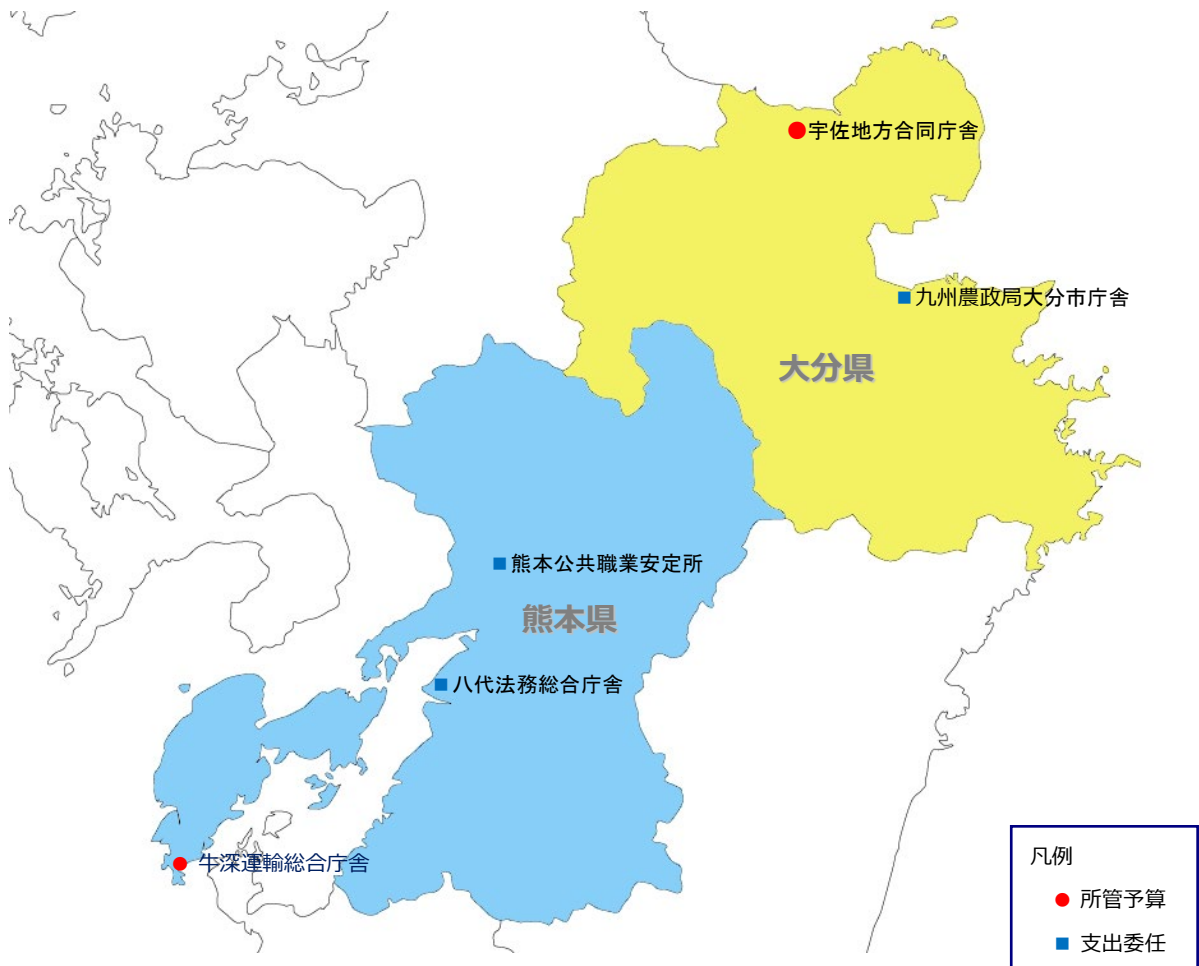 宇佐地方合同庁舎
九州農政局大分市庁舎
大分県
熊本公共職業安定所
熊本県
八代法務総合庁舎
牛深運輸総合庁舎
凡例
所管予算
支出委任